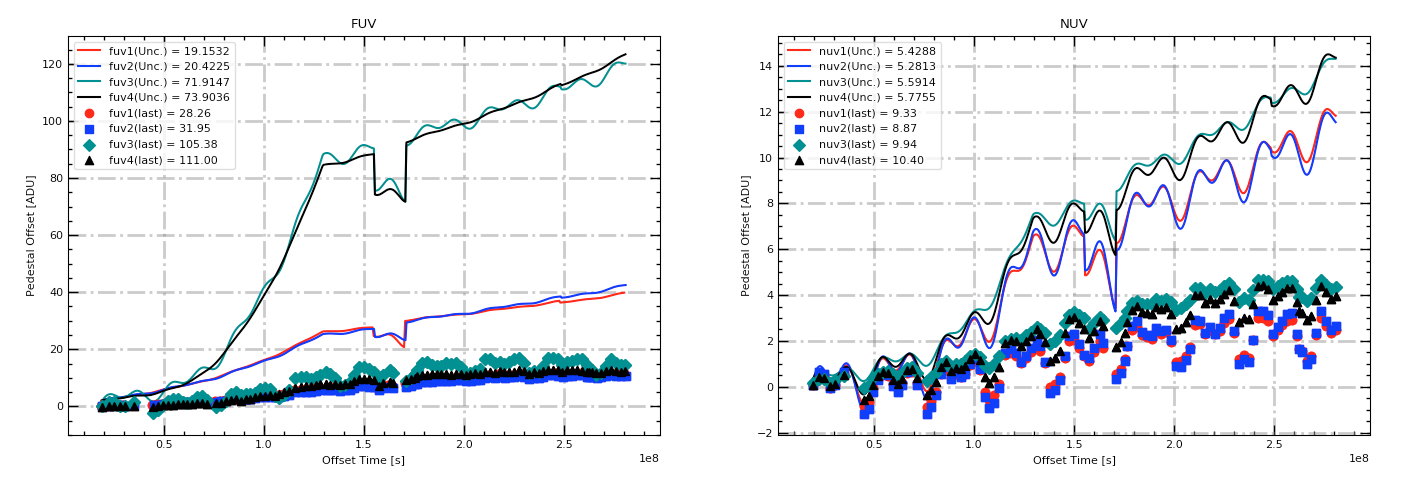 FUV
fuv1(Unc.) = 19.1532
fuv2(Unc.) = 20.4225
fuv3(Unc.) = 71.9147
fuv4(Unc.) = 73.9036
fuv1(last) = 28.26
fuv2(last) = 31.95
fuv3(last) = 105.38
fuv4(last) = 111.00
Pedestal Offset [ADU]
120
100
80
60
40
20
0
0.5 1.0 1.5 2.0 2.5
1e8
Offset Time [s]
NUV
nuv1(Unc.) = 5.4288
nuv2(Unc.) = 5.2813
nuv3(Unc.) = 5.5914
nuv4(Unc.) = 5.7755
nuv1(last) = 9.33
nuv2(last) = 8.87
nuv3(last) = 9.94
nuv4(last) = 10.40
Pedestal Offset [ADU]
14
12
10
8
6
4
2
0
−2
0.5 1.0 1.5 2.0 2.5
1e8
Offset Time [s]